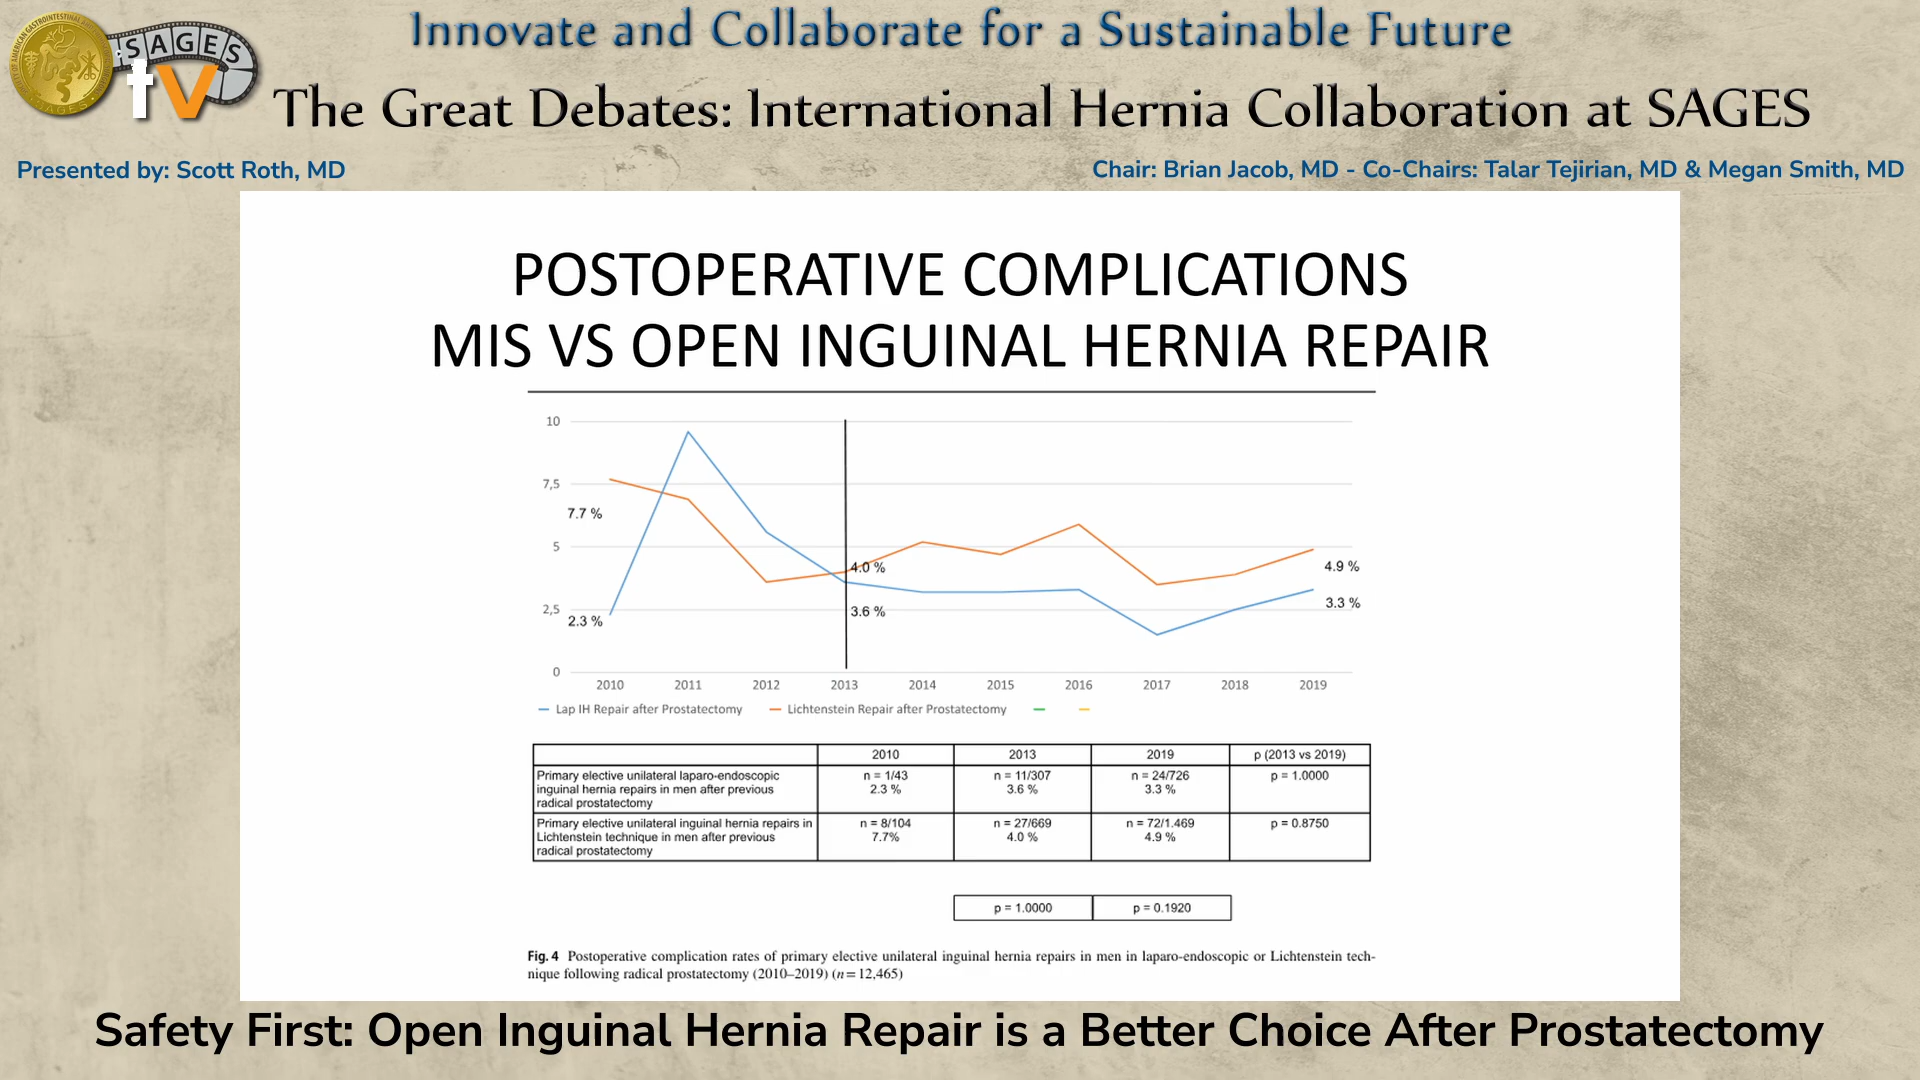 Innovate and Collaborate for a Sustainable Future
SAGES
tv
The Great Debates: International Hernia Collaboration at SAGES
Presented by: Scott Roth, MD
Chair: Brian Jacob, MD - Co-Chairs: Talar Tejirian, MD & Megan Smith, MD
POSTOPERATIVE COMPLICATIONS
MIS VS OPEN INGUINAL HERNIA REPAIR
10
7,5
7.7 %
5
4.0 %
4.9 %
2,5
3.6 %
3.3 %
2.3 %
0
2010 2011 2012 2013 2014 2015 2016 2017 2018 2019
Lap IH Repair after Prostatectomy Lichtenstein Repair after Prostatectomy
2010 2013 2019 p (2013 vs 2019)
Primary elective unilateral laparo-endoscopic n = 1/43 n = 11/307 n = 24/726 p = 1.0000
inguinal hernia repairs in men after previous 2.3 % 3.6 % 3.3 %
radical prostatectomy
Primary elective unilateral inguinal hernia repairs in n = 8/104 n = 27/669 n = 72/1.469 p = 0.8750
Lichtenstein technique in men after previous 7.7% 4.0 % 4.9 %
radical prostatectomy
p = 1.0000 p = 0.1920
Fig. 4 Postoperative complication rates of primary elective unilateral inguinal hernia repairs in men in laparo-endoscopic or Lichtenstein tech-
nique following radical prostatectomy (2010–2019) (n = 12,465)
Safety First: Open Inguinal Hernia Repair is a Better Choice After Prostatectomy